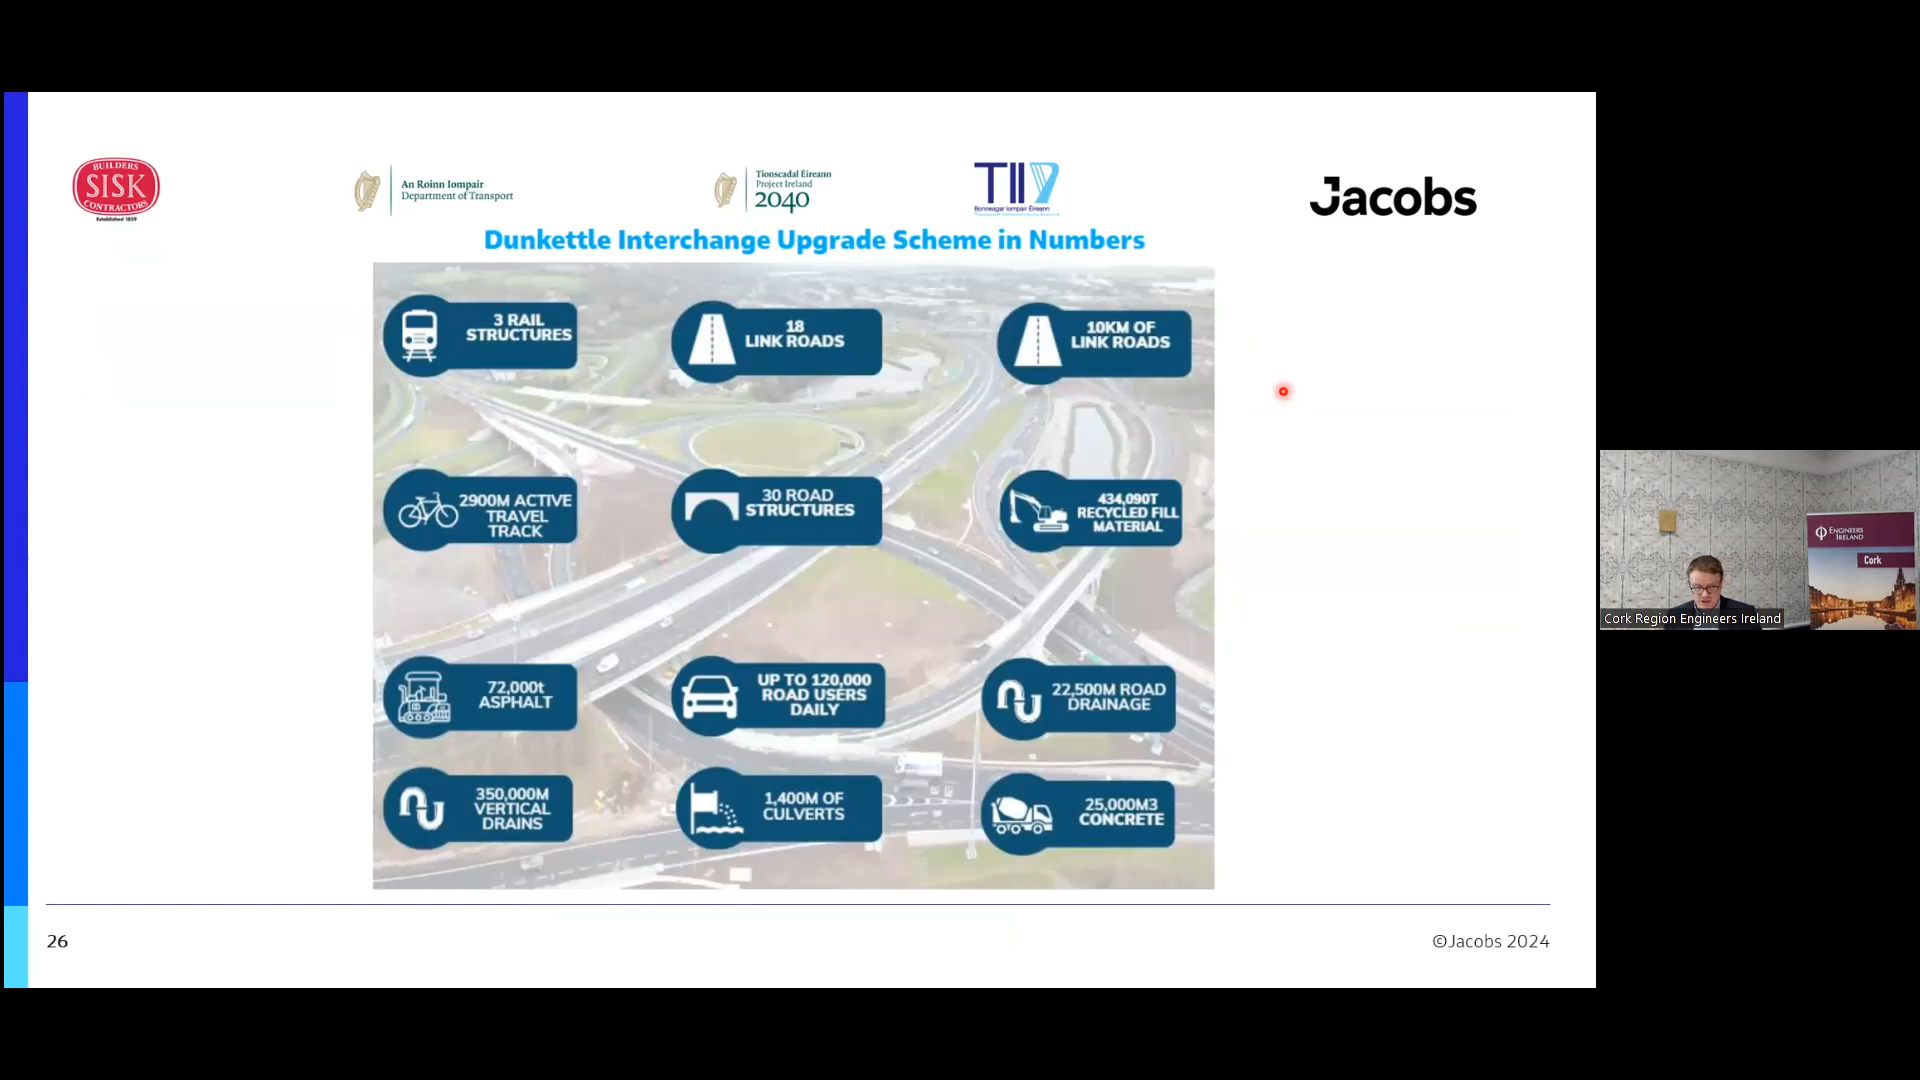 BUILDERS
SISK
CONTRACTORS
Established 1859
An Roinn Iompair
Department of Transport
Tionscadal Éireann
Project Ireland
2040
TII
Bonneagar Iompair Éireann
Jacobs
Dunkettle Interchange Upgrade Scheme in Numbers
3 RAIL
STRUCTURES
18
LINK ROADS
10KM OF
LINK ROADS
2900M ACTIVE
TRAVEL
TRACK
30 ROAD
STRUCTURES
434,090T
RECYCLED FILL
MATERIAL
72,000t
ASPHALT
UP TO 120,000
ROAD USERS
DAILY
22,500M ROAD
DRAINAGE
350,000M
VERTICAL
DRAINS
1,400M OF
CULVERTS
25,000M3
CONCRETE
26
©Jacobs 2024
ENGINEERS
IRELAND
Cork
Cork Region Engineers Ireland